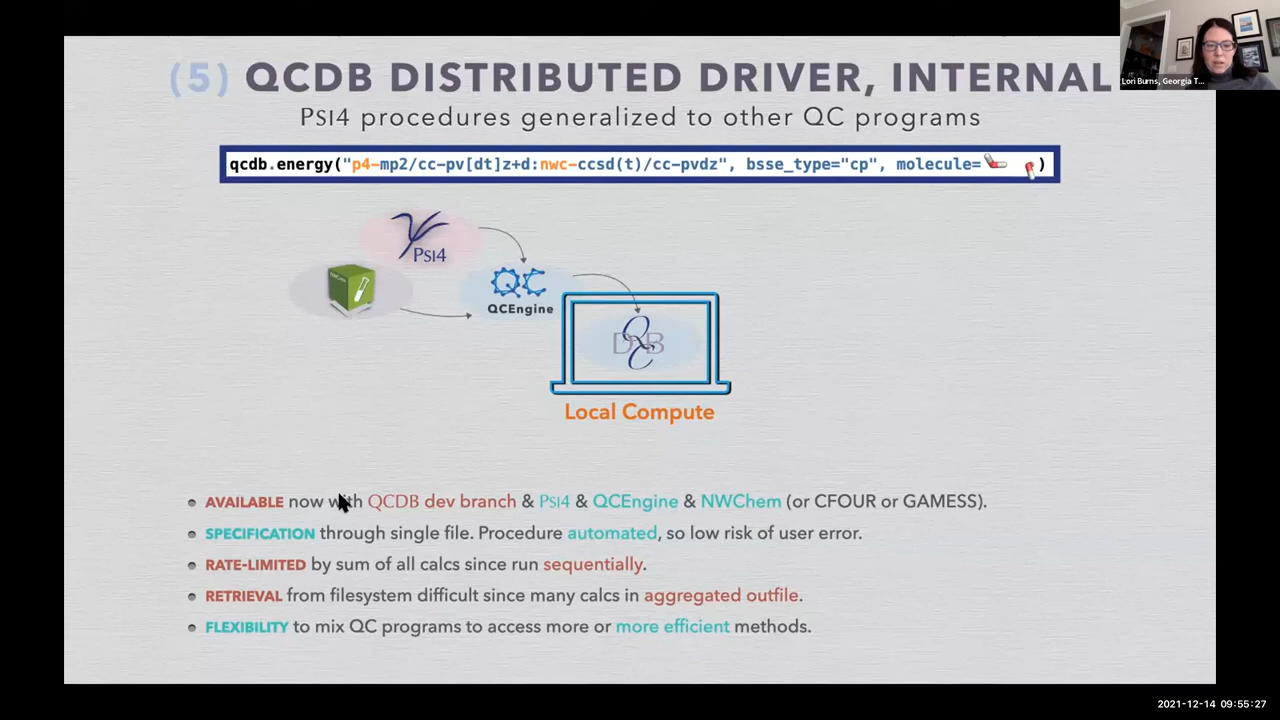 (5) QCDB DISTRIBUTED DRIVER, INTERNAL
Lori Burns, Georgia T...
PSI4 procedures generalized to other QC programs
qcdb.energy("p4-mp2/cc-pv[dt]z+d:nwc-ccsd(t)/cc-pvdz", bsse_type="cp", molecule= )
PSI4
QC
QCEngine
QCDB
Local Compute
AVAILABLE now with QCDB dev branch & PSI4 & QCEngine & NWChem (or CFOUR or GAMESS).
SPECIFICATION through single file. Procedure automated, so low risk of user error.
RATE-LIMITED by sum of all calcs since run sequentially.
RETRIEVAL from filesystem difficult since many calcs in aggregated outfile.
FLEXIBILITY to mix QC programs to access more or more efficient methods.
2021-12-14 09:55:27